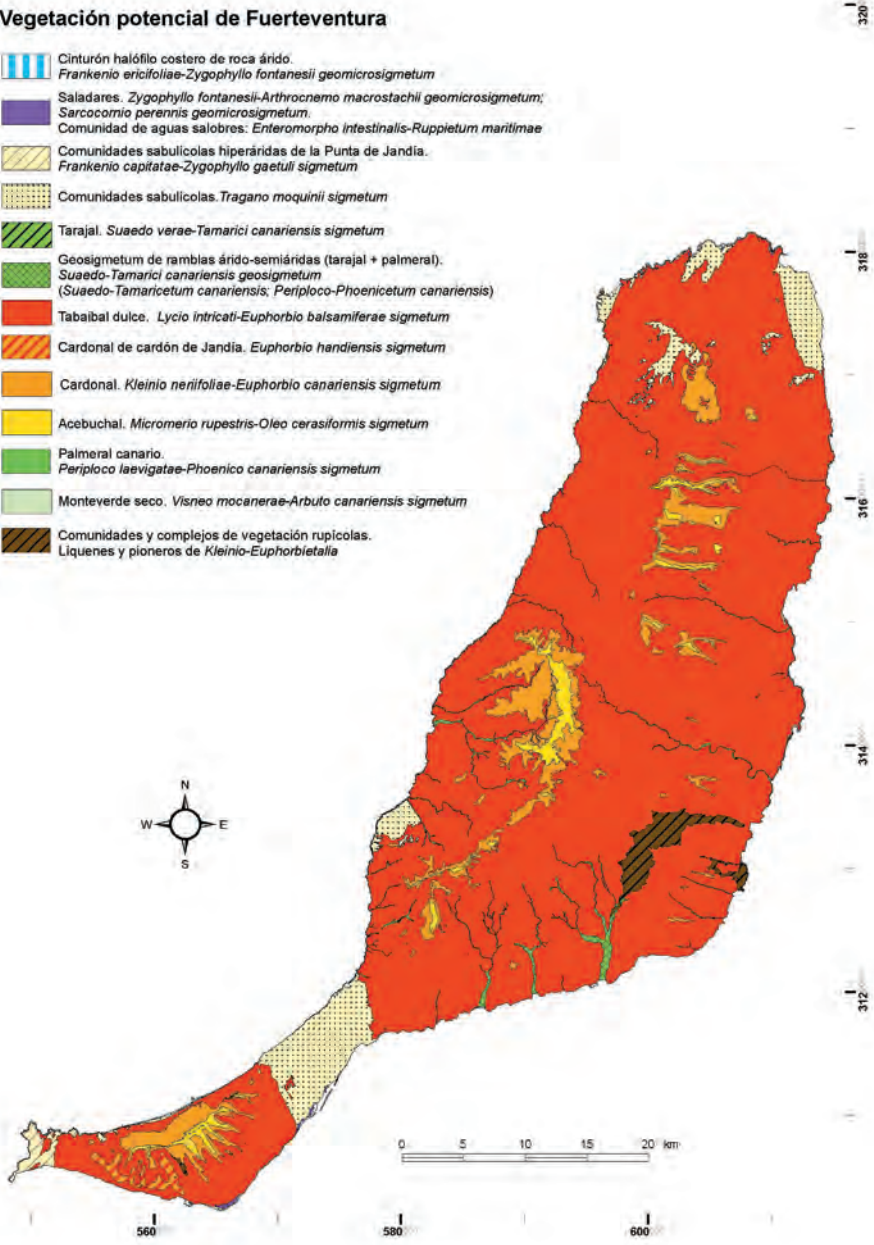 Vegetación potencial de Fuerteventura
Cinturón halófilo costero de roca árido.
Frankenio ericifoliae-Zygophyllo fontanesii geomicrosigmetum
Saladares. Zygophyllo fontanesii-Arthrocnemo macrostachii geomicrosigmetum;
Sarcocornio perennis geomicrosigmetum.
Comunidad de aguas salobres: Enteromorpho intestinalis-Ruppietum maritimae
Comunidades sabulícolas hiperáridas de la Punta de Jandía.
Frankenio capitatae-Zygophyllo gaetuli sigmetum
Comunidades sabulícolas. Tragano moquinii sigmetum
Tarajal. Suaedo verae-Tamarici canariensis sigmetum
Geosigmetum de ramblas árido-semiáridas (tarajal + palmeral).
Suaedo-Tamarici canariensis geosigmetum
(Suaedo-Tamaricetum canariensis; Periploco-Phoenicetum canariensis)
Tabaibal dulce. Lycio intricati-Euphorbio balsamiferae sigmetum
Cardonal de cardón de Jandía. Euphorbio handiensis sigmetum
Cardonal. Kleinio neriifoliae-Euphorbio canariensis sigmetum
Acebuchal. Micromerio rupestris-Oleo cerasiformis sigmetum
Palmeral canario.
Periploco laevigatae-Phoenico canariensis sigmetum
Monteverde seco. Visneo mocanerae-Arbuto canariensis sigmetum
Comunidades y complejos de vegetación rupícolas.
Líquenes y pioneros de Kleinio-Euphorbietalia
320
318
316
314
312
N
W E
S
0 5 10 15 20 km
560 580 600